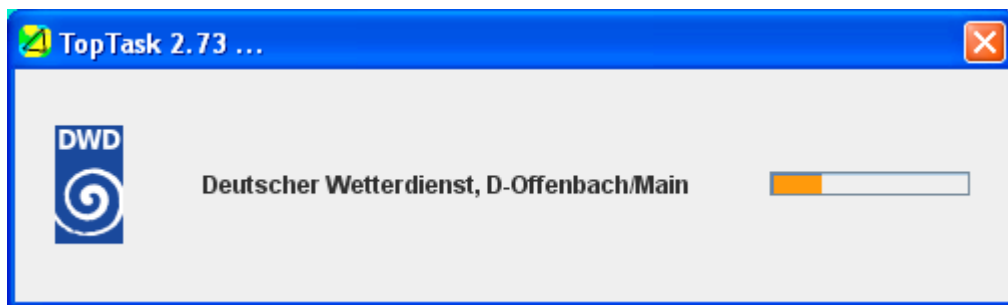 TopTask 2.73 ...
DWD
Deutscher Wetterdienst, D-Offenbach/Main